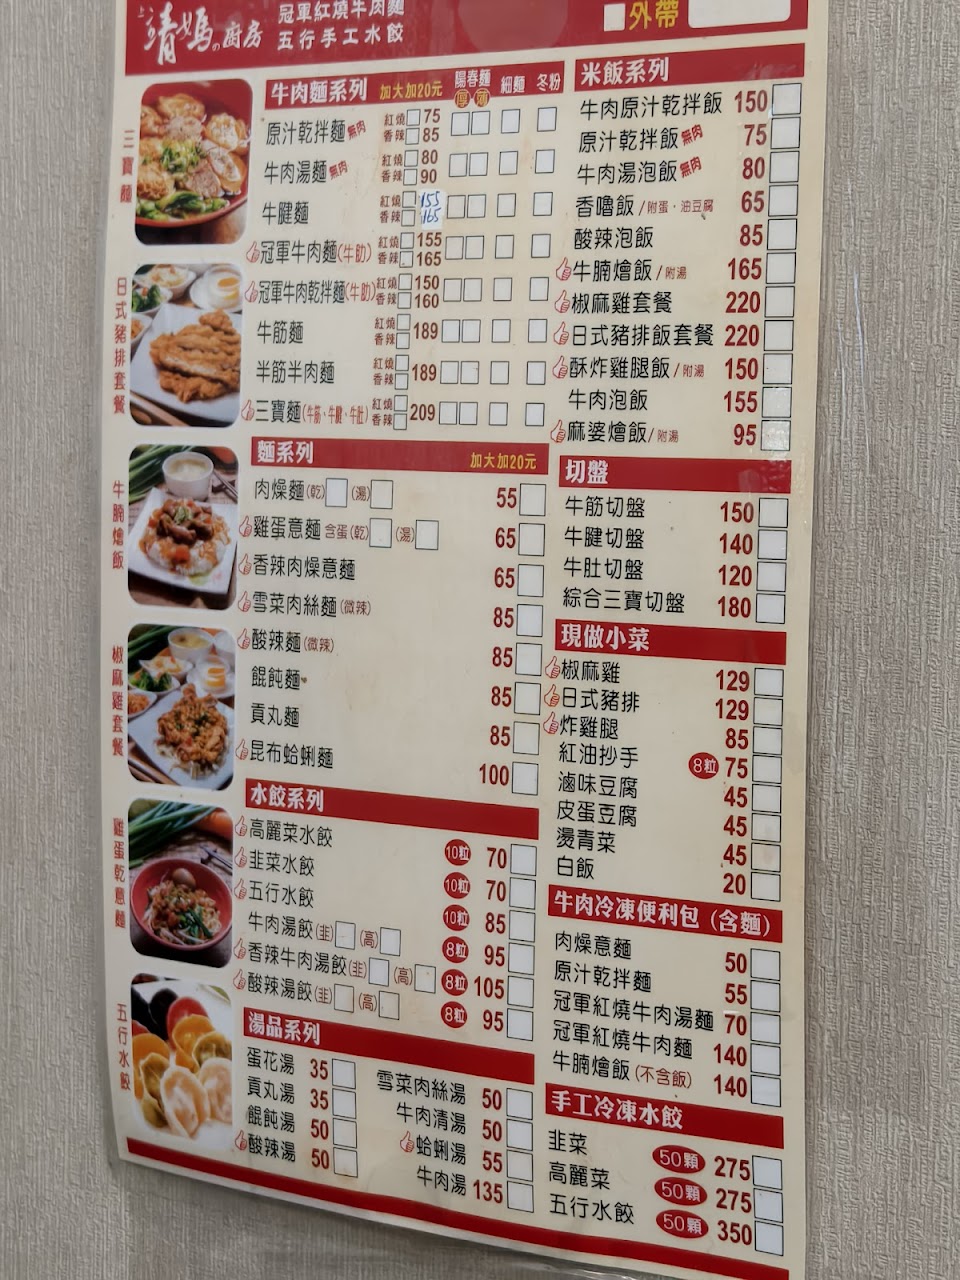 上靖媽の廚房
冠軍紅燒牛肉麵
五行手工水餃
外帶
三寶麵
日式豬排套餐
牛腩燴飯
椒麻雞套餐
雞蛋乾意麵
五行水餃
牛肉麵系列 加大加20元 陽春麵 厚 薄 細麵 冬粉
原汁乾拌麵 無肉 紅燒 75 香辣 85
牛肉湯麵 無肉 紅燒 80 香辣 90
牛腱麵 紅燒 155 香辣 165
冠軍牛肉麵(牛肋) 紅燒 155 香辣 165
冠軍牛肉乾拌麵(牛肋) 紅燒 150 香辣 160
牛筋麵 紅燒 香辣 189
半筋半肉麵 紅燒 香辣 189
三寶麵(牛筋、牛腱、牛肚) 紅燒 香辣 209
麵系列 加大加20元
肉燥麵(乾) (湯) 55
雞蛋意麵 含蛋(乾) (湯) 65
香辣肉燥意麵 65
雪菜肉絲麵(微辣) 85
酸辣麵(微辣) 85
餛飩麵 85
貢丸麵 85
昆布蛤蜊麵 100
水餃系列
高麗菜水餃 10粒 70
韭菜水餃 10粒 70
五行水餃 10粒 85
牛肉湯餃(韭) (高) 8粒 95
香辣牛肉湯餃(韭) (高) 8粒 105
酸辣湯餃(韭) (高) 8粒 95
湯品系列
蛋花湯 35
貢丸湯 35
餛飩湯 50
酸辣湯 50
雪菜肉絲湯 50
牛肉清湯 50
蛤蜊湯 55
牛肉湯 135
米飯系列
牛肉原汁乾拌飯 150
原汁乾拌飯 無肉 75
牛肉湯泡飯 無肉 80
香嚕飯/附蛋、油豆腐 65
酸辣泡飯 85
牛腩燴飯/附湯 165
椒麻雞套餐 220
日式豬排飯套餐 220
酥炸雞腿飯/附湯 150
牛肉泡飯 155
麻婆燴飯/附湯 95
切盤
牛筋切盤 150
牛腱切盤 140
牛肚切盤 120
綜合三寶切盤 180
現做小菜
椒麻雞 129
日式豬排 129
炸雞腿 85
紅油抄手 8粒 75
滷味豆腐 45
皮蛋豆腐 45
燙青菜 45
白飯 20
牛肉冷凍便利包(含麵)
肉燥意麵 50
原汁乾拌麵 55
冠軍紅燒牛肉湯麵 70
冠軍紅燒牛肉麵 140
牛腩燴飯(不含飯) 140
手工冷凍水餃
韭菜 50顆 275
高麗菜 50顆 275
五行水餃 50顆 350